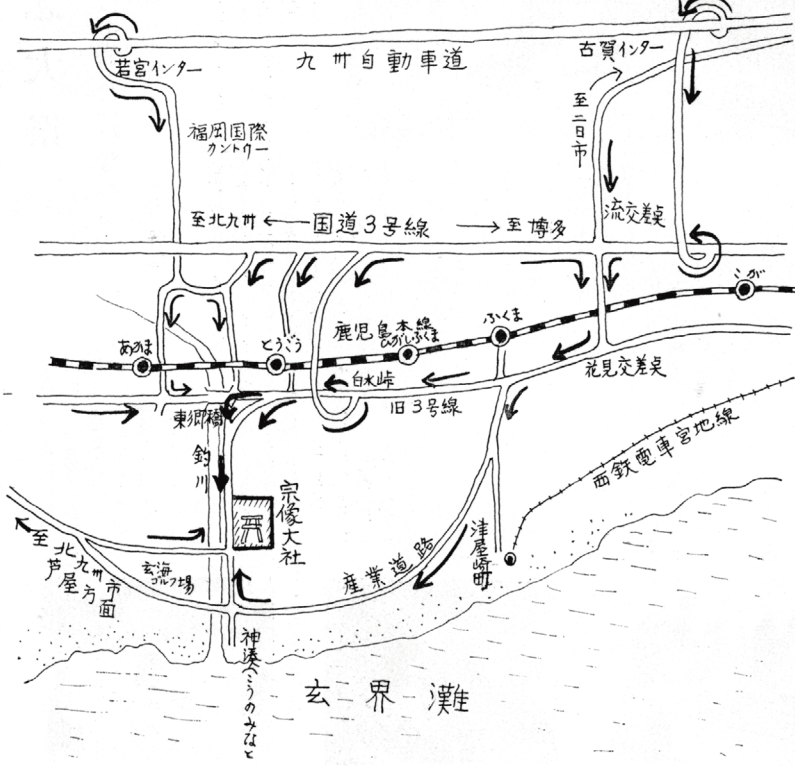 若宮インター
九州自動車道
古賀インター
至二日市
福岡国際
カントリー
至北九州
国道3号線
至博多
流交差点
こが
鹿児島本線
ふくま
ひがしふくま
とうごう
あかま
花見交差点
白水峠
旧3号線
東郷橋
釣川
西鉄電車宮地線
宗像大社
津屋崎町
産業道路
至北九州市
芦屋方面
玄海
ゴルフ場
神湊へこうのみなと
玄界灘